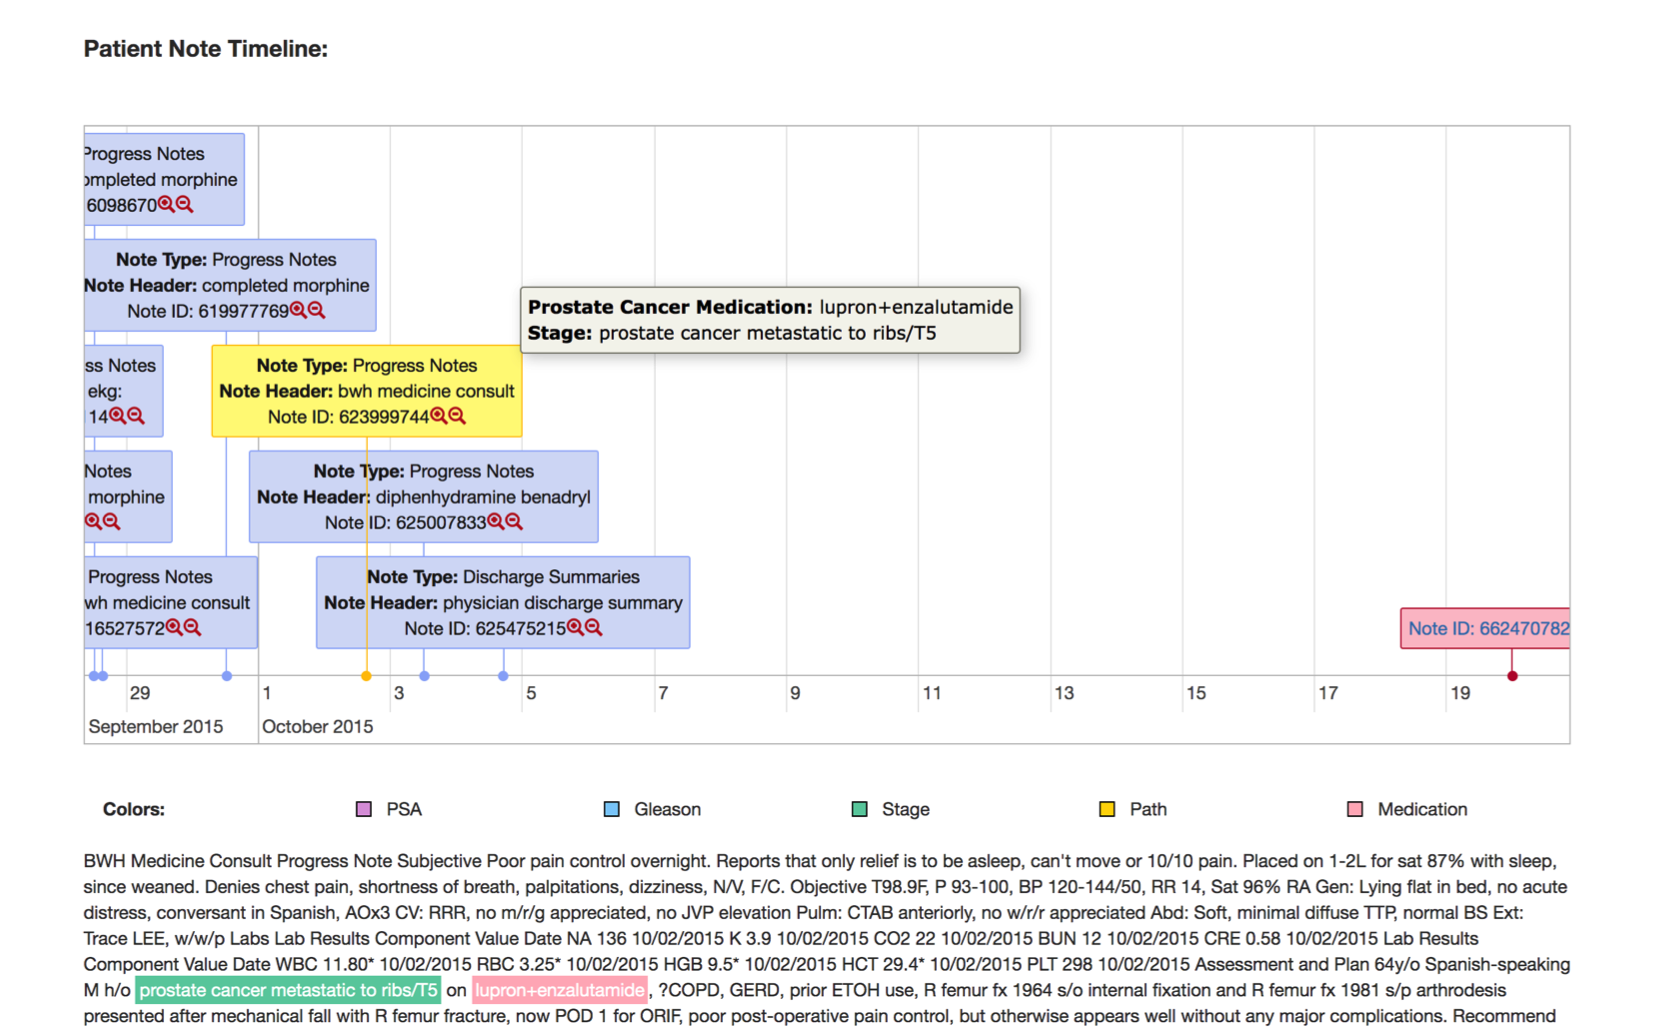 Patient Note Timeline:
Progress Notes
ompleted morphine
6098670
Note Type: Progress Notes
Note Header: completed morphine
Note ID: 619977769
Prostate Cancer Medication: lupron+enzalutamide
Stage: prostate cancer metastatic to ribs/T5
ss Notes
ekg:
14
Note Type: Progress Notes
Note Header: bwh medicine consult
Note ID: 623999744
Notes
morphine
Note Type: Progress Notes
Note Header: diphenhydramine benadryl
Note ID: 625007833
Progress Notes
wh medicine consult
16527572
Note Type: Discharge Summaries
Note Header: physician discharge summary
Note ID: 625475215
Note ID: 662470782
29 1 3 5 7 9 11 13 15 17 19
September 2015 October 2015
Colors: PSA Gleason Stage Path Medication
BWH Medicine Consult Progress Note Subjective Poor pain control overnight. Reports that only relief is to be asleep, can't move or 10/10 pain. Placed on 1-2L for sat 87% with sleep,
since weaned. Denies chest pain, shortness of breath, palpitations, dizziness, N/V, F/C. Objective T98.9F, P 93-100, BP 120-144/50, RR 14, Sat 96% RA Gen: Lying flat in bed, no acute
distress, conversant in Spanish, AOx3 CV: RRR, no m/r/g appreciated, no JVP elevation Pulm: CTAB anteriorly, no w/r/r appreciated Abd: Soft, minimal diffuse TTP, normal BS Ext:
Trace LEE, w/w/p Labs Lab Results Component Value Date NA 136 10/02/2015 K 3.9 10/02/2015 CO2 22 10/02/2015 BUN 12 10/02/2015 CRE 0.58 10/02/2015 Lab Results
Component Value Date WBC 11.80* 10/02/2015 RBC 3.25* 10/02/2015 HGB 9.5* 10/02/2015 HCT 29.4* 10/02/2015 PLT 298 10/02/2015 Assessment and Plan 64y/o Spanish-speaking
M h/o prostate cancer metastatic to ribs/T5 on lupron+enzalutamide, ?COPD, GERD, prior ETOH use, R femur fx 1964 s/o internal fixation and R femur fx 1981 s/p arthrodesis
presented after mechanical fall with R femur fracture, now POD 1 for ORIF, poor post-operative pain control, but otherwise appears well without any major complications. Recommend